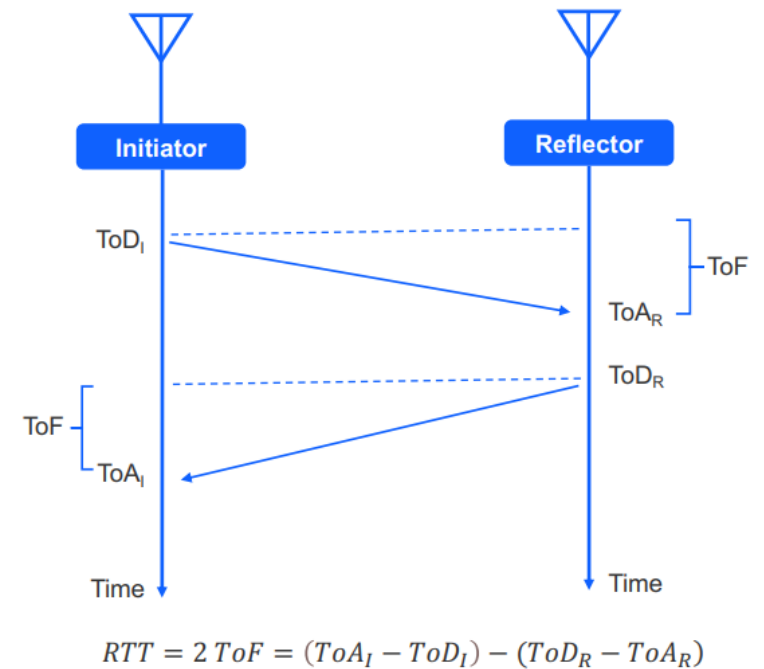 Initiator
Reflector
ToD_I
ToF
ToA_R
ToD_R
ToF
ToA_I
Time
Time
RTT = 2 ToF = (ToA_I − ToD_I) − (ToD_R − ToA_R)